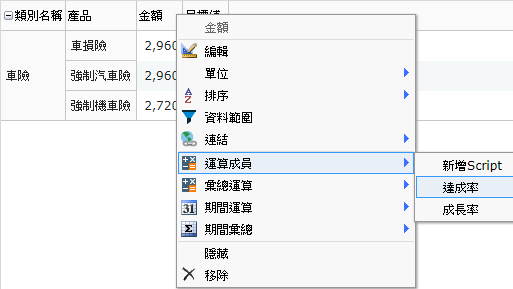 類別名稱 產品 金額 目標值
車險 車損險 2,960
強制汽車險 2,960
強制機車險 2,720
金額
編輯
單位
排序
資料範圍
連結
運算成員
彙總運算
期間運算
期間彙總
隱藏
移除
新增Script
達成率
成長率